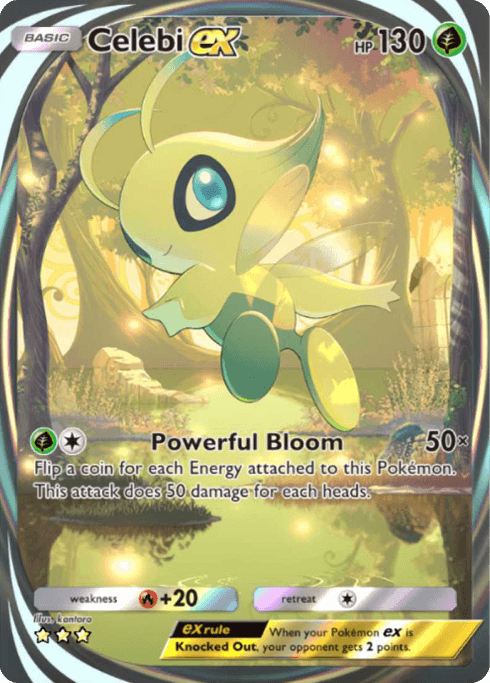 BASIC Celebi ex HP 130
Powerful Bloom 50×
Flip a coin for each Energy attached to this Pokémon.
This attack does 50 damage for each heads.
weakness +20 retreat
Illus. kantaro
ex rule When your Pokémon ex is
Knocked Out, your opponent gets 2 points.